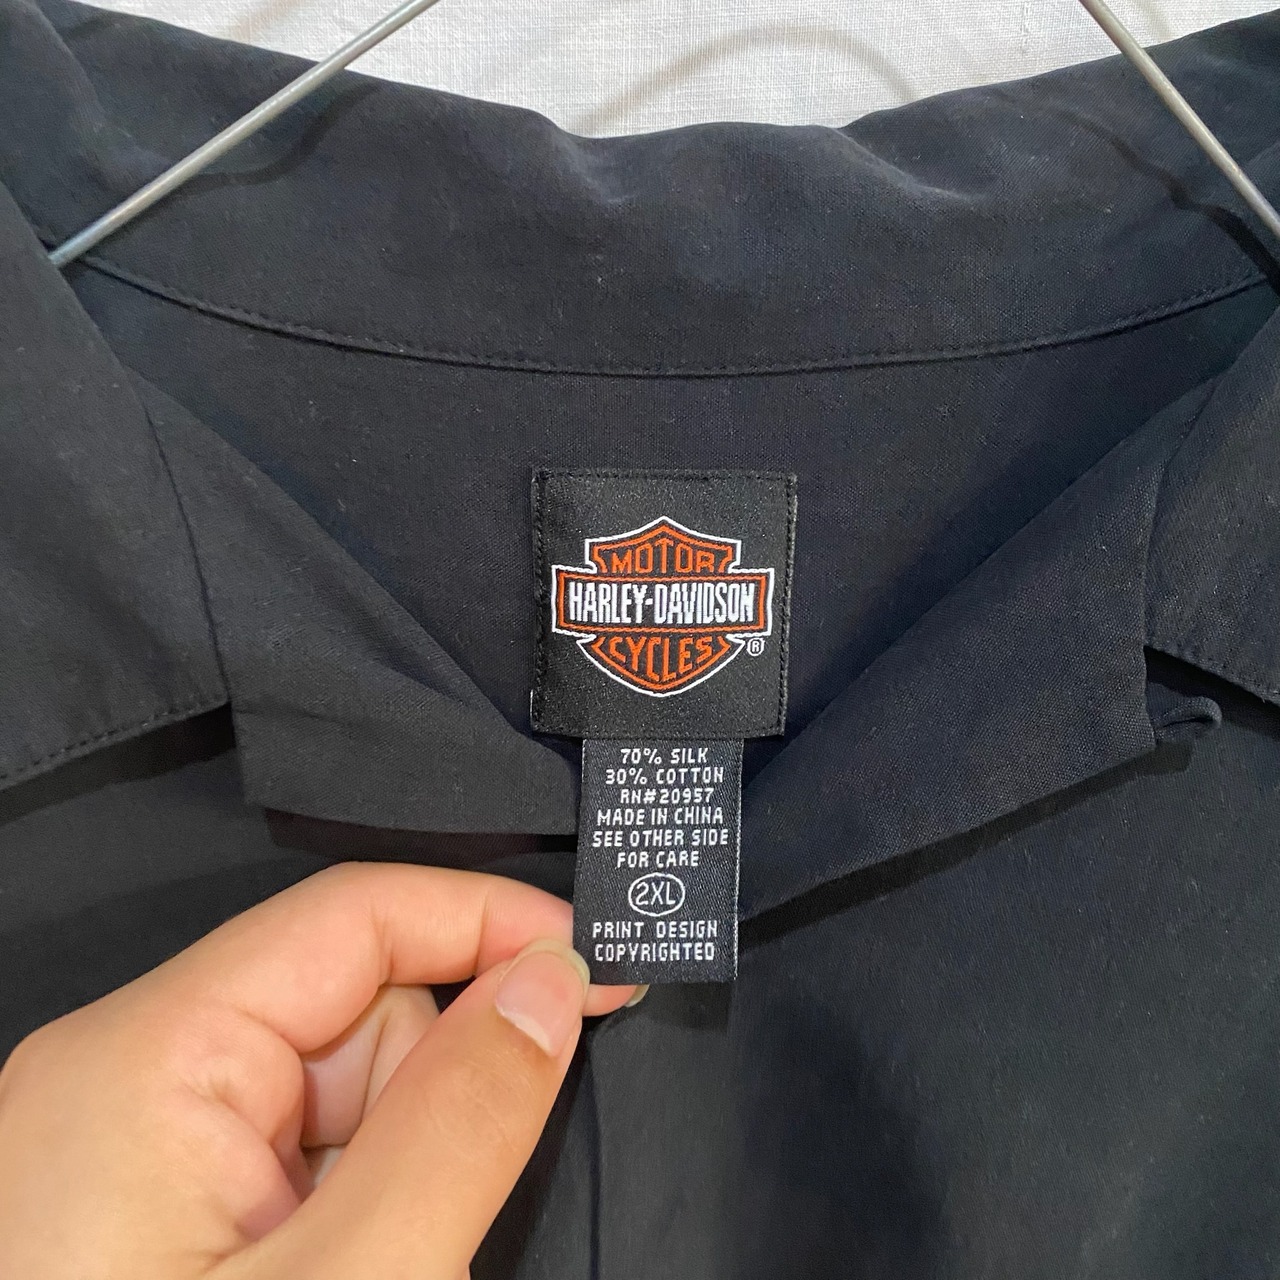 MOTOR
HARLEY-DAVIDSON
CYCLES
®
70% SILK
30% COTTON
RN#20957
MADE IN CHINA
SEE OTHER SIDE
FOR CARE
2XL
PRINT DESIGN
COPYRIGHTED